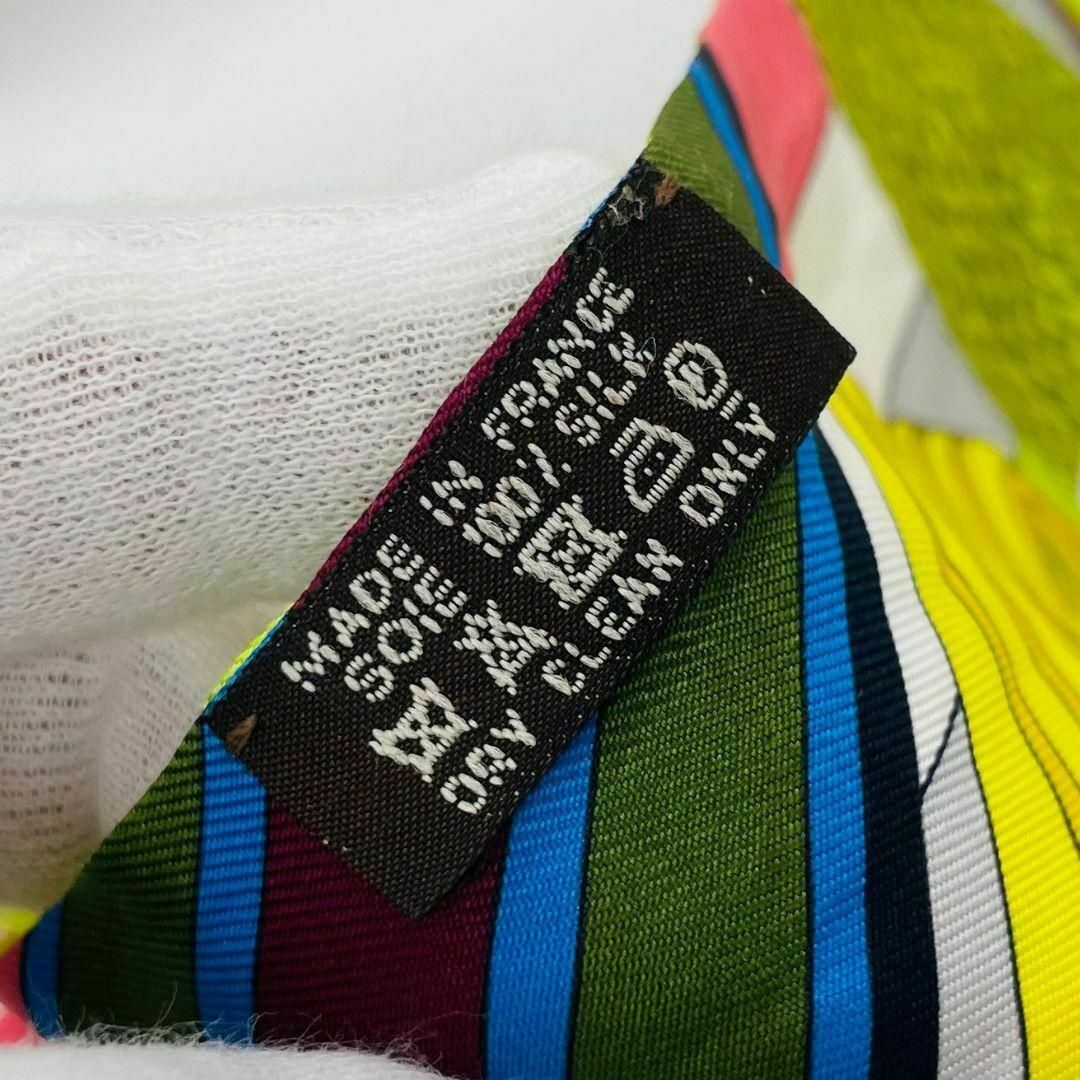 MADE IN FRANCE
SOIE 100% SILK
DRY CLEAN ONLY